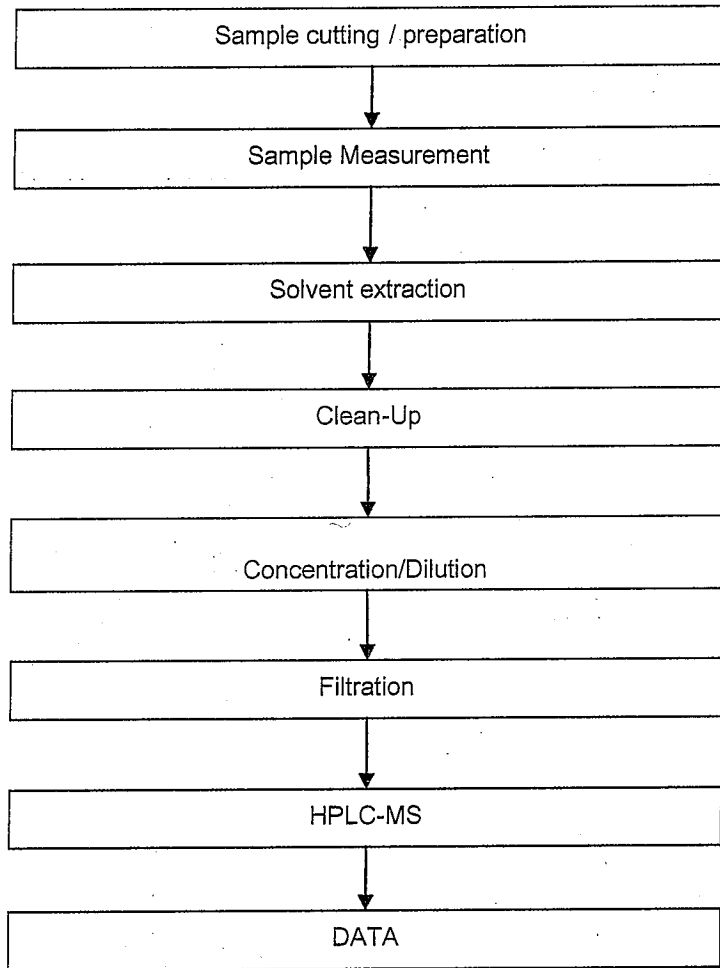 Sample cutting / preparation
Sample Measurement
Solvent extraction
Clean-Up
Concentration/Dilution
Filtration
HPLC-MS
DATA